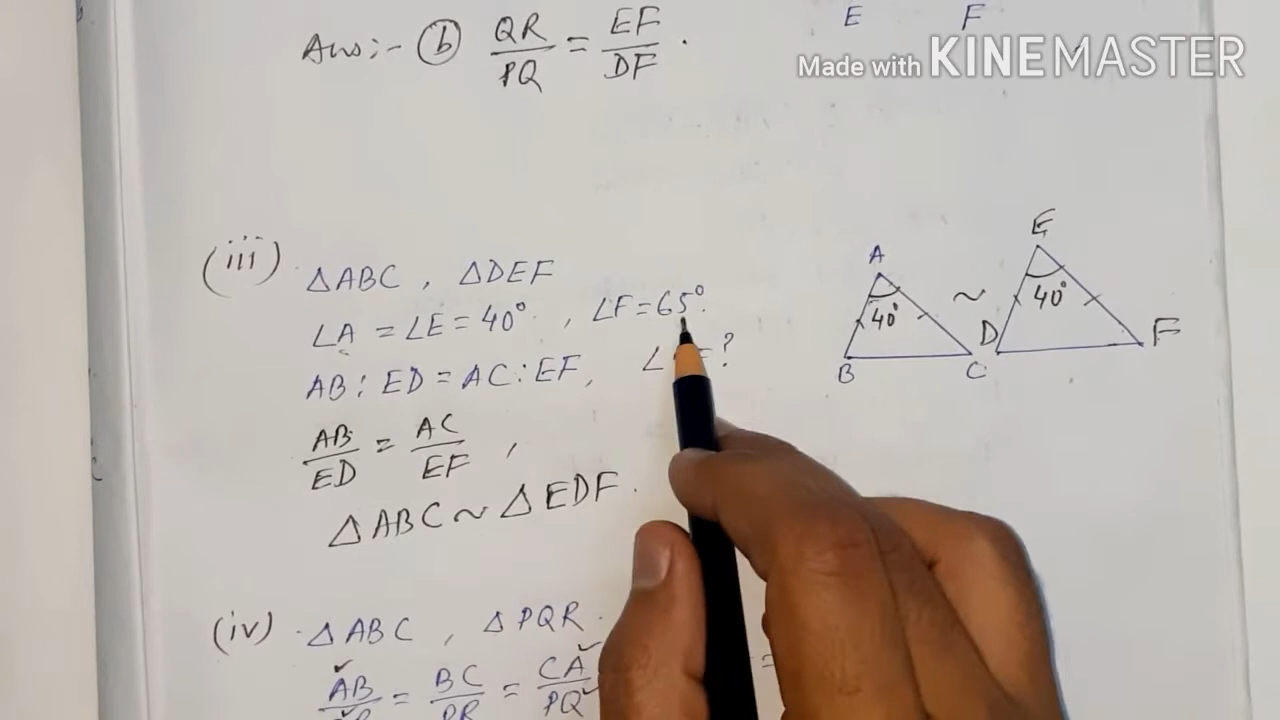 E F
Ans:- (b) QR/PQ = EF/DF .
Made with KINEMASTER
(iii) ΔABC , ΔDEF
∠A = ∠E = 40° , ∠F = 65°.
AB : ED = AC : EF, ∠ = ?
AB/ED = AC/EF ,
ΔABC ~ ΔEDF .
A 40° B C
~
E 40° D F
(iv) ΔABC , ΔPQR .
AB = BC/PR = CA/PQ =